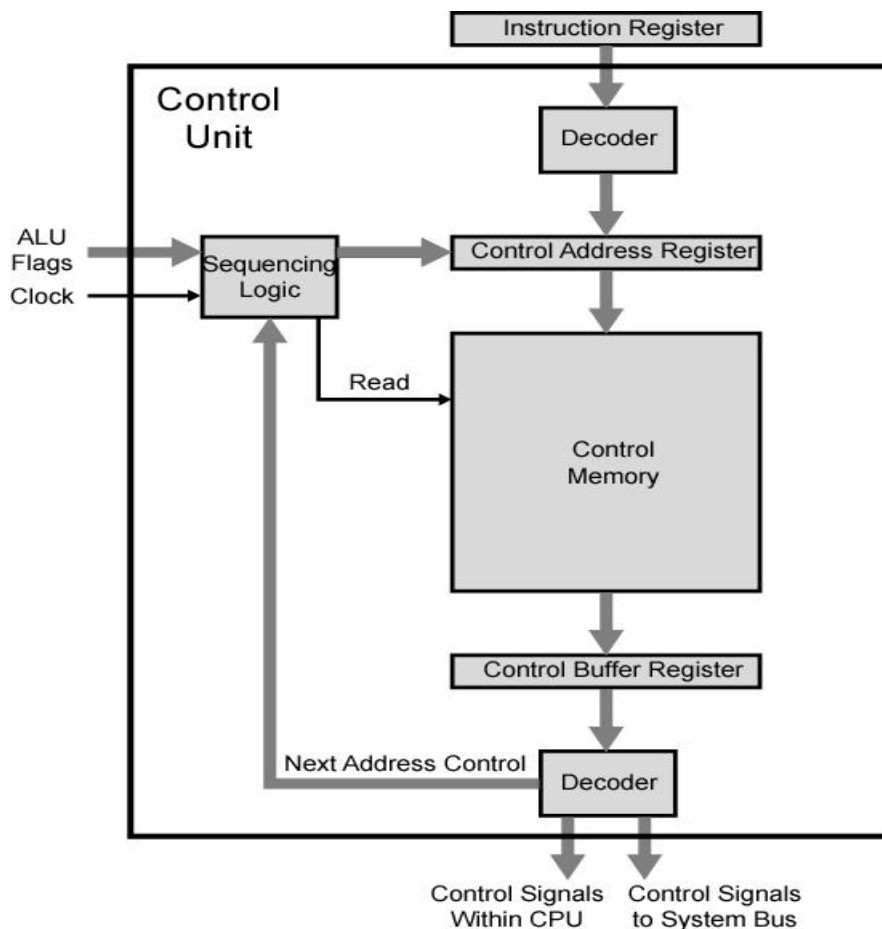 Instruction Register
Control
Unit
Decoder
ALU
Flags
Clock
Sequencing
Logic
Control Address Register
Read
Control
Memory
Control Buffer Register
Next Address Control
Decoder
Control Signals
Within CPU
Control Signals
to System Bus